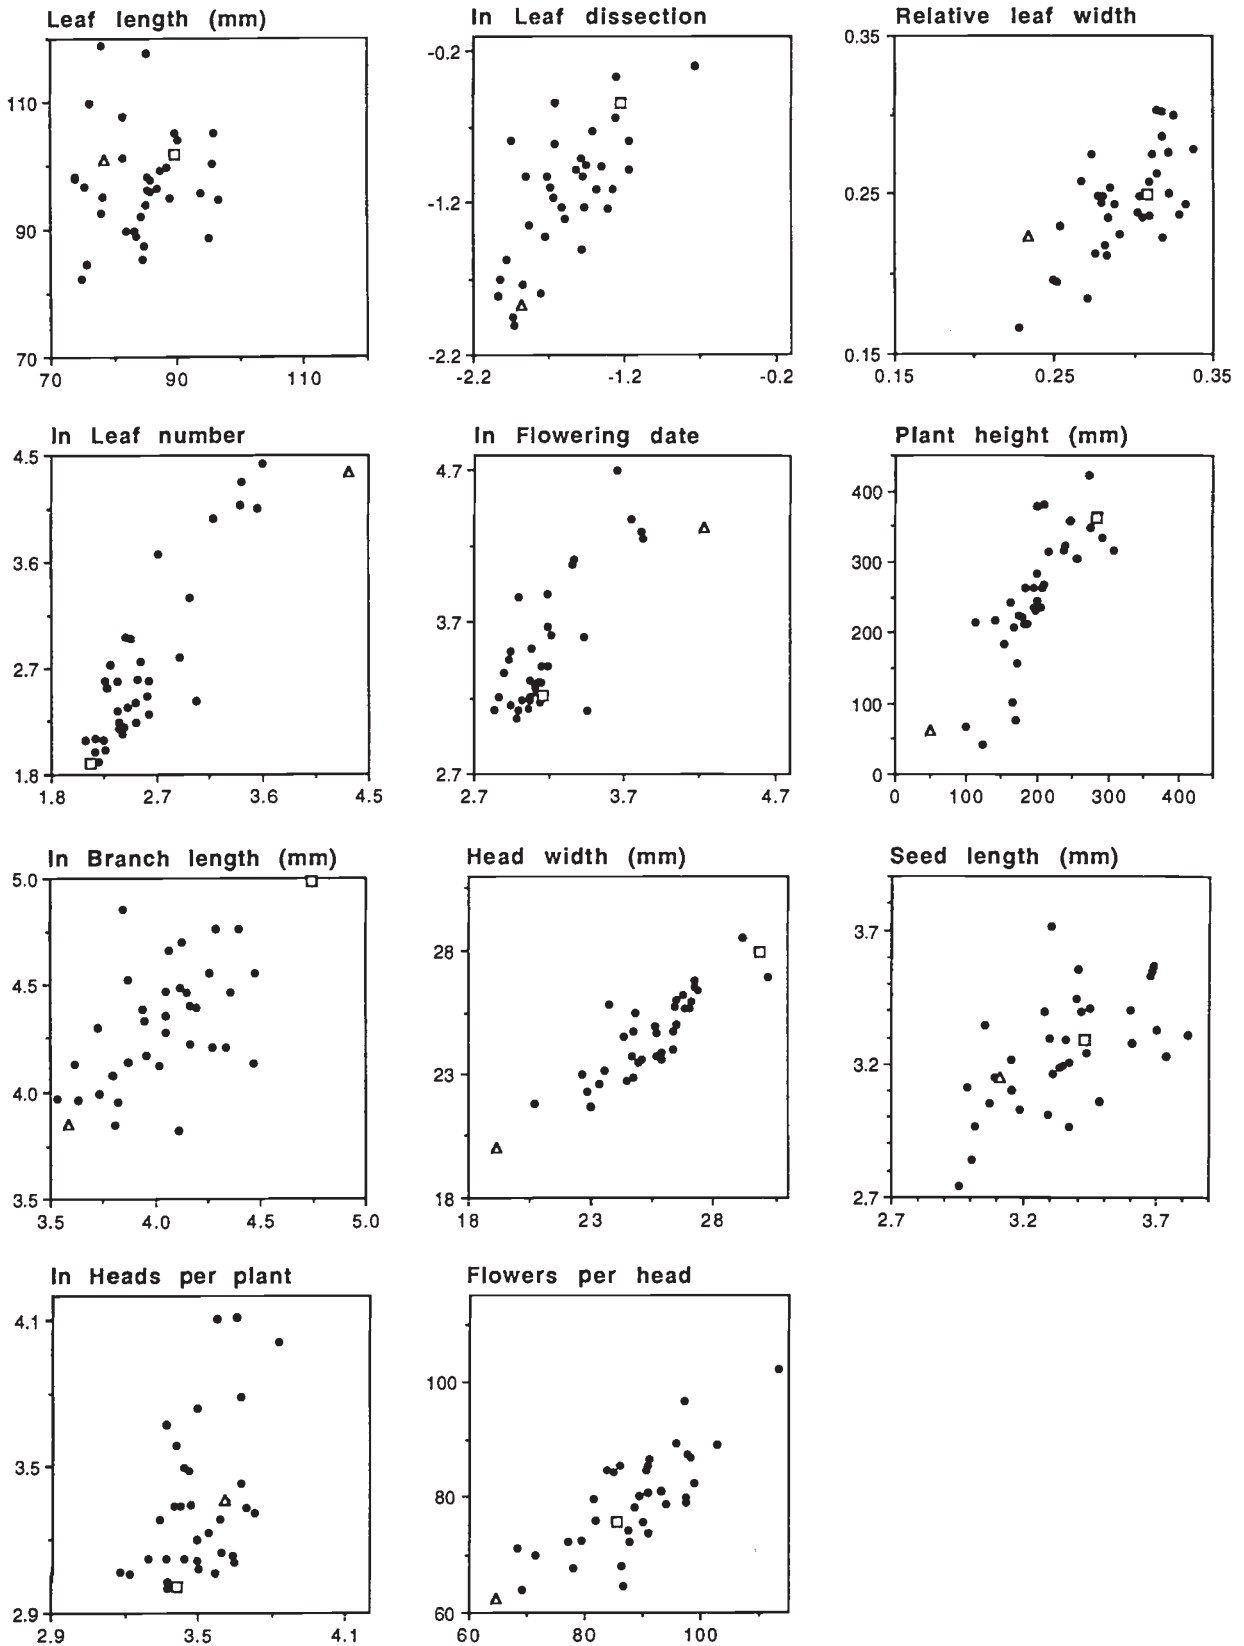 Leaf length (mm)
ln Leaf dissection
Relative leaf width
110
90
70
70 90 110
-0.2
-1.2
-2.2
-2.2 -1.2 -0.2
0.35
0.25
0.15
0.15 0.25 0.35
ln Leaf number
ln Flowering date
Plant height (mm)
4.5
3.6
2.7
1.8
1.8 2.7 3.6 4.5
4.7
3.7
2.7
2.7 3.7 4.7
400
300
200
100
0
0 100 200 300 400
ln Branch length (mm)
Head width (mm)
Seed length (mm)
5.0
4.5
4.0
3.5
3.5 4.0 4.5 5.0
28
23
18
18 23 28
3.7
3.2
2.7
2.7 3.2 3.7
ln Heads per plant
Flowers per head
4.1
3.5
2.9
2.9 3.5 4.1
100
80
60
60 80 100